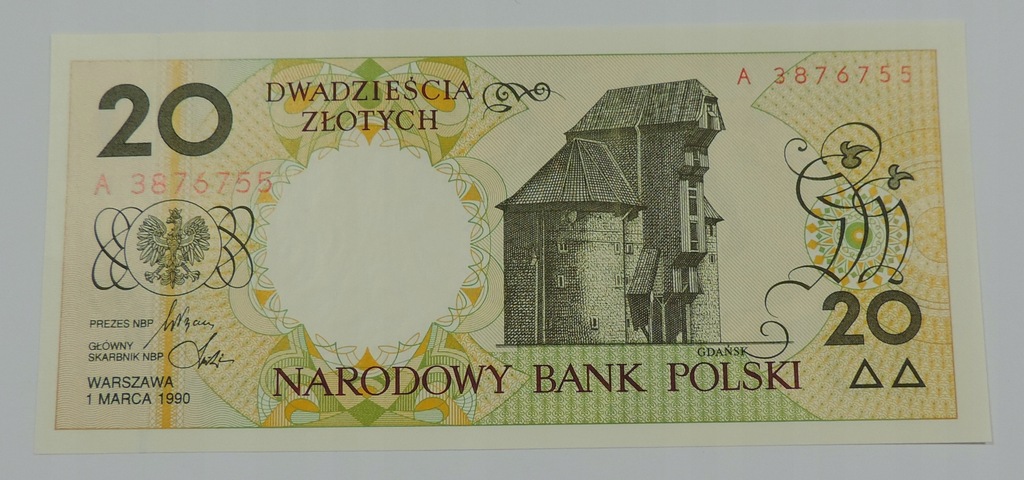 20
DWADZIEŚCIA
ZŁOTYCH
A 3876755
A 3876755
PREZES NBP
GŁÓWNY
SKARBNIK NBP
WARSZAWA
1 MARCA 1990
GDAŃSK
20
NARODOWY BANK POLSKI